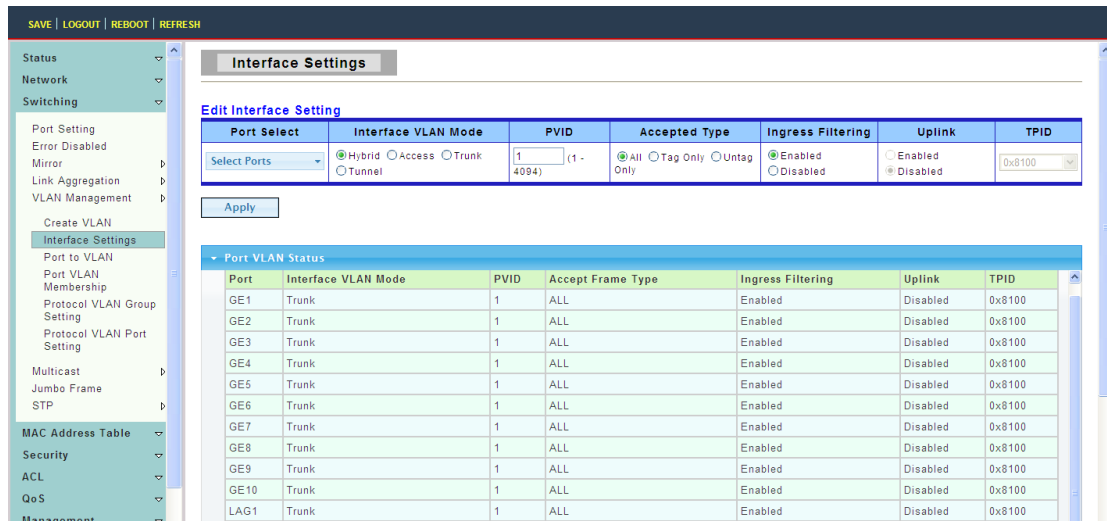 SAVE | LOGOUT | REBOOT | REFRESH
Status
Network
Switching
Port Setting
Error Disabled
Mirror
Link Aggregation
VLAN Management
Create VLAN
Interface Settings
Port to VLAN
Port VLAN
Membership
Protocol VLAN Group
Setting
Protocol VLAN Port
Setting
Multicast
Jumbo Frame
STP
MAC Address Table
Security
ACL
QoS
Management
Interface Settings
Edit Interface Setting
Port Select Interface VLAN Mode PVID Accepted Type Ingress Filtering Uplink TPID
Select Ports Hybrid Access Trunk 1 (1 - All Tag Only Untag Enabled Enabled 0x8100
Tunnel 4094) Only Disabled Disabled
Apply
Port VLAN Status
Port Interface VLAN Mode PVID Accept Frame Type Ingress Filtering Uplink TPID
GE1 Trunk 1 ALL Enabled Disabled 0x8100
GE2 Trunk 1 ALL Enabled Disabled 0x8100
GE3 Trunk 1 ALL Enabled Disabled 0x8100
GE4 Trunk 1 ALL Enabled Disabled 0x8100
GE5 Trunk 1 ALL Enabled Disabled 0x8100
GE6 Trunk 1 ALL Enabled Disabled 0x8100
GE7 Trunk 1 ALL Enabled Disabled 0x8100
GE8 Trunk 1 ALL Enabled Disabled 0x8100
GE9 Trunk 1 ALL Enabled Disabled 0x8100
GE10 Trunk 1 ALL Enabled Disabled 0x8100
LAG1 Trunk 1 ALL Enabled Disabled 0x8100